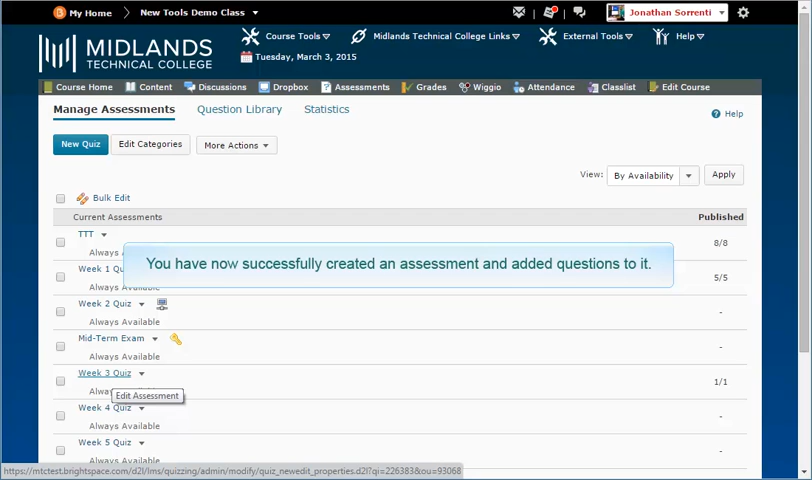 My Home New Tools Demo Class Jonathan Sorrenti
MIDLANDS
TECHNICAL COLLEGE
Course Tools Midlands Technical College Links External Tools Help
Tuesday, March 3, 2015
Course Home Content Discussions Dropbox Assessments Grades Wiggio Attendance Classlist Edit Course
Manage Assessments Question Library Statistics
Help
New Quiz Edit Categories More Actions
View: By Availability Apply
Bulk Edit
Current Assessments Published
TTT 8/8
Always
You have now successfully created an assessment and added questions to it.
Week 1 Qu 5/5
Always Available
Week 2 Quiz -
Always Available
Mid-Term Exam -
Always Available
Week 3 Quiz 1/1
Always
Edit Assessment
Week 4 Quiz -
Always Available
Week 5 Quiz -
https://mtctest.brightspace.com/d2l/lms/quizzing/admin/modify/quiz_newedit_properties.d2l?qi=226383&ou=93068